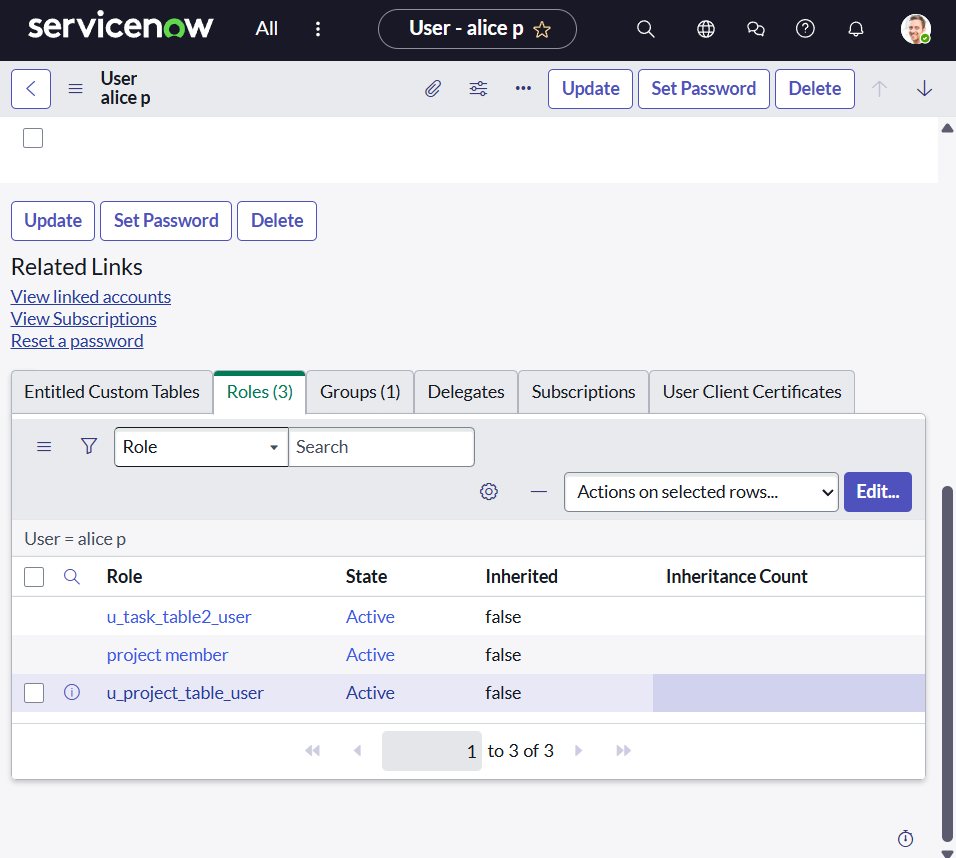 servicenow All User - alice p
User
alice p
Update Set Password Delete
Update Set Password Delete
Related Links
View linked accounts
View Subscriptions
Reset a password
Entitled Custom Tables Roles (3) Groups (1) Delegates Subscriptions User Client Certificates
Role Search
Actions on selected rows... Edit...
User = alice p
Role State Inherited Inheritance Count
u_task_table2_user Active false
project member Active false
u_project_table_user Active false
1 to 3 of 3